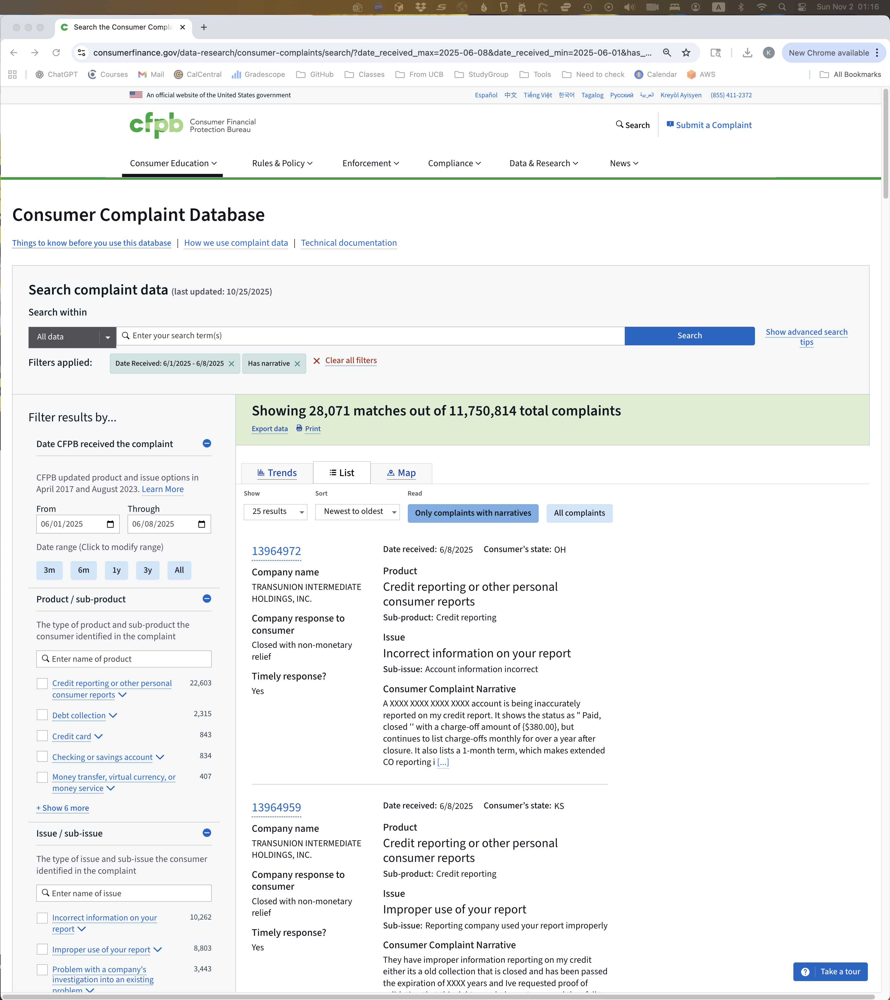 zm
A
Sun Nov 2 01:16
Search the Consumer Compla
consumerfinance.gov/data-research/consumer-complaints/search/?date_received_max=2025-06-08&date_received_min=2025-06-01&has_...
K
New Chrome available
ChatGPT
Courses
Mail
CalCentral
Gradescope
GitHub
Classes
From UCB
StudyGroup
Tools
Need to check
Calendar
AWS
All Bookmarks
An official website of the United States government
Español 中文 Tiếng Việt 한국어 Tagalog Русский العربية Kreyòl Ayisyen (855) 411-2372
cfpb
Consumer Financial
Protection Bureau
Search
Submit a Complaint
Consumer Education
Rules & Policy
Enforcement
Compliance
Data & Research
News
Consumer Complaint Database
Things to know before you use this database | How we use complaint data | Technical documentation
Search complaint data (last updated: 10/25/2025)
Search within
All data
Enter your search term(s)
Search
Show advanced search
tips
Filters applied:
Date Received: 6/1/2025 - 6/8/2025
Has narrative
Clear all filters
Filter results by...
Date CFPB received the complaint
CFPB updated product and issue options in
April 2017 and August 2023. Learn More
From
Through
06/01/2025
06/08/2025
Date range (Click to modify range)
3m
6m
1y
3y
All
Product / sub-product
The type of product and sub-product the
consumer identified in the complaint
Enter name of product
Credit reporting or other personal
consumer reports
22,603
Debt collection
2,315
Credit card
843
Checking or savings account
834
Money transfer, virtual currency, or
money service
407
+ Show 6 more
Issue / sub-issue
The type of issue and sub-issue the consumer
identified in the complaint
Enter name of issue
Incorrect information on your
report
10,262
Improper use of your report
8,803
Problem with a company's
investigation into an existing
problem
3,443
Showing 28,071 matches out of 11,750,814 total complaints
Export data
Print
Trends
List
Map
Show
Sort
Read
25 results
Newest to oldest
Only complaints with narratives
All complaints
13964972
Company name
TRANSUNION INTERMEDIATE
HOLDINGS, INC.
Company response to
consumer
Closed with non-monetary
relief
Timely response?
Yes
Date received: 6/8/2025 Consumer’s state: OH
Product
Credit reporting or other personal
consumer reports
Sub-product: Credit reporting
Issue
Incorrect information on your report
Sub-issue: Account information incorrect
Consumer Complaint Narrative
A XXXX XXXX XXXX XXXX account is being inaccurately
reported on my credit report. It shows the status as " Paid,
closed '' with a charge-off amount of {$380.00}, but
continues to list charge-offs monthly for over a year after
closure. It also lists a 1-month term, which makes extended
CO reporting i [...]
13964959
Company name
TRANSUNION INTERMEDIATE
HOLDINGS, INC.
Company response to
consumer
Closed with non-monetary
relief
Timely response?
Yes
Date received: 6/8/2025 Consumer’s state: KS
Product
Credit reporting or other personal
consumer reports
Sub-product: Credit reporting
Issue
Improper use of your report
Sub-issue: Reporting company used your report improperly
Consumer Complaint Narrative
They have improper information reporting on my credit
either its a old collection that is closed and has been passed
the expiration of XXXX years and Ive requested proof of
Take a tour